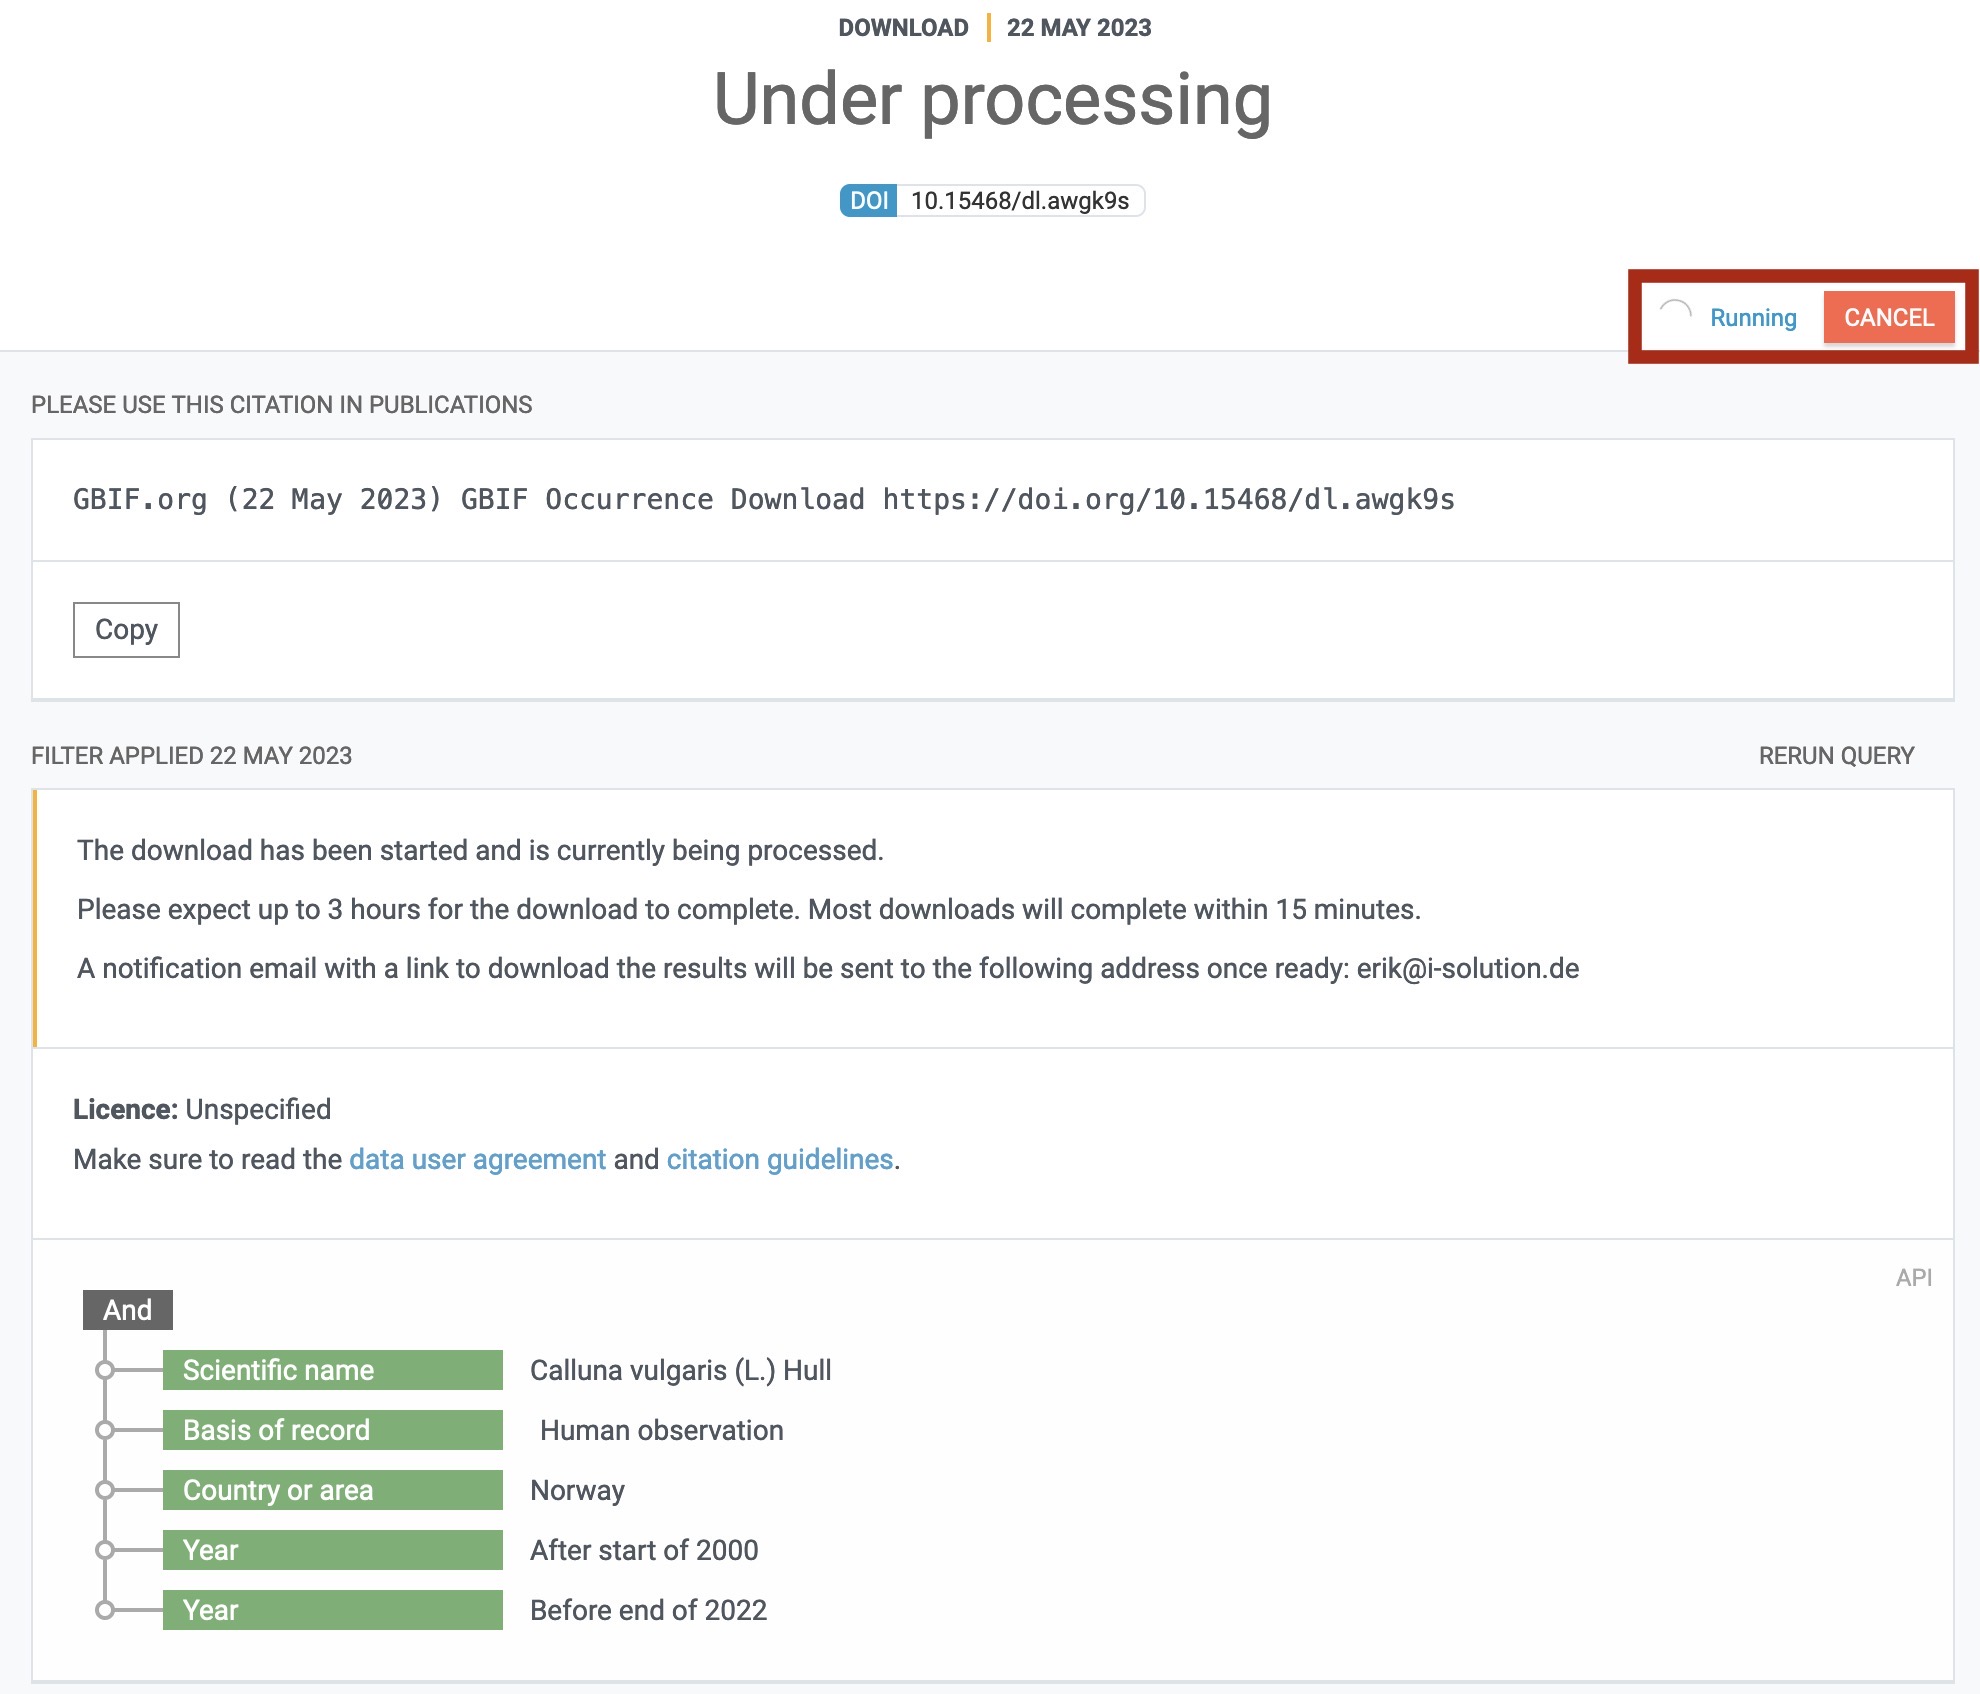 DOWNLOAD | 22 MAY 2023
Under processing
DOI 10.15468/dl.awgk9s
Running CANCEL
PLEASE USE THIS CITATION IN PUBLICATIONS
GBIF.org (22 May 2023) GBIF Occurrence Download https://doi.org/10.15468/dl.awgk9s
Copy
FILTER APPLIED 22 MAY 2023 RERUN QUERY
The download has been started and is currently being processed.
Please expect up to 3 hours for the download to complete. Most downloads will complete within 15 minutes.
A notification email with a link to download the results will be sent to the following address once ready: erik@i-solution.de
Licence: Unspecified
Make sure to read the data user agreement and citation guidelines.
API
And
Scientific name Calluna vulgaris (L.) Hull
Basis of record Human observation
Country or area Norway
Year After start of 2000
Year Before end of 2022